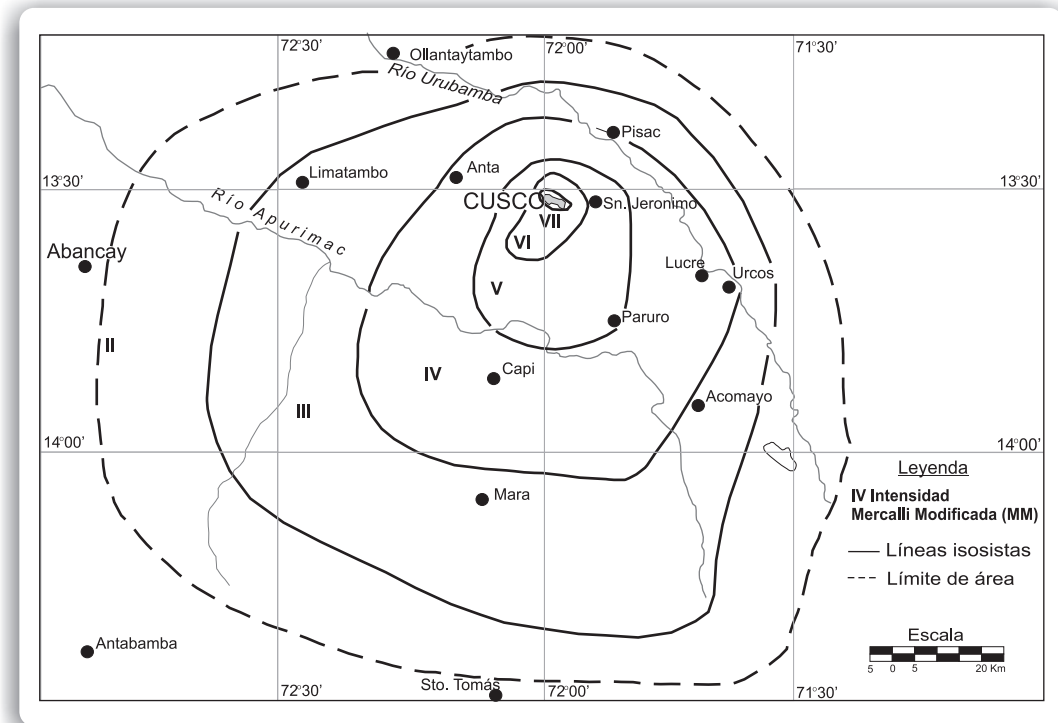 72°30’
72°00’
71°30’
Ollantaytambo
Río Urubamba
Pisac
Limatambo
Anta
13°30’
13°30’
CUSCO
Sn. Jeronimo
VII
Río Apurimac
VI
Abancay
Lucre
Urcos
V
Paruro
II
IV
Capi
III
Acomayo
14°00’
14°00’
Leyenda
IV Intensidad
Mercalli Modificada (MM)
Mara
Líneas isosistas
Límite de área
Escala
5 0 5 20 Km
Antabamba
Sto. Tomás
72°30’
72°00’
71°30’